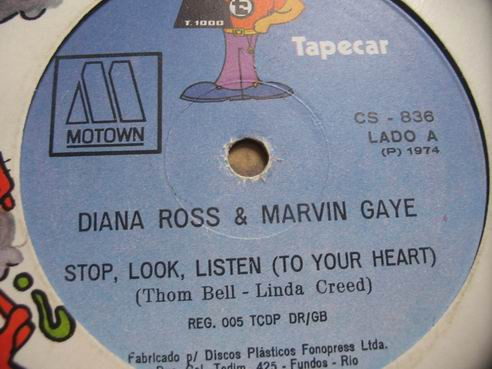 T.1000
Tapecar
MOTOWN
CS - 836
LADO A
(P) 1974
DIANA ROSS & MARVIN GAYE
STOP, LOOK, LISTEN (TO YOUR HEART)
(Thom Bell - Linda Creed)
REG. 005 TCDP DR/GB
Fabricado p/ Discos Plásticos Fonopress Ltda.
425 - Fundos - Rio